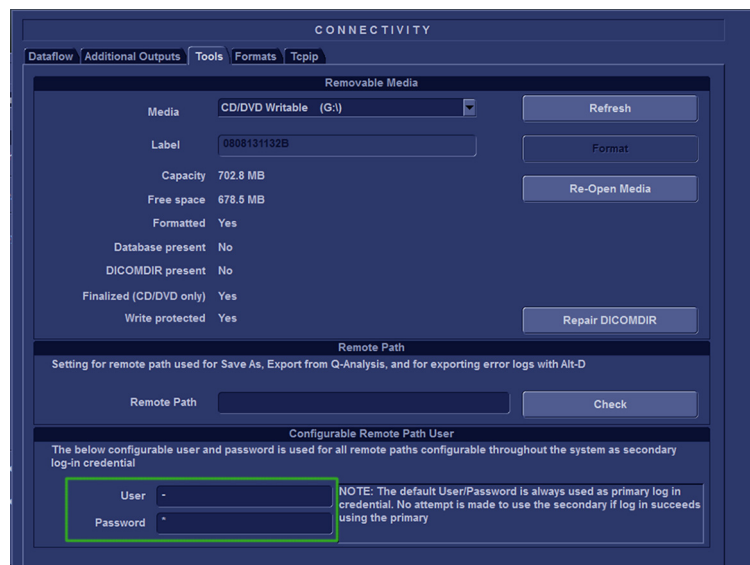 CONNECTIVITY
Dataflow Additional Outputs Tools Formats Tcpip
Removable Media
Media CD/DVD Writable (G:\) Refresh
Label 0808131132B Format
Capacity 702.8 MB
Re-Open Media
Free space 678.5 MB
Formatted Yes
Database present No
DICOMDIR present No
Finalized (CD/DVD only) Yes
Write protected Yes Repair DICOMDIR
Remote Path
Setting for remote path used for Save As, Export from Q-Analysis, and for exporting error logs with Alt-D
Remote Path Check
Configurable Remote Path User
The below configurable user and password is used for all remote paths configurable throughout the system as secondary
log-in credential
User -
Password *
NOTE: The default User/Password is always used as primary log in
credential. No attempt is made to use the secondary if log in succeeds
using the primary